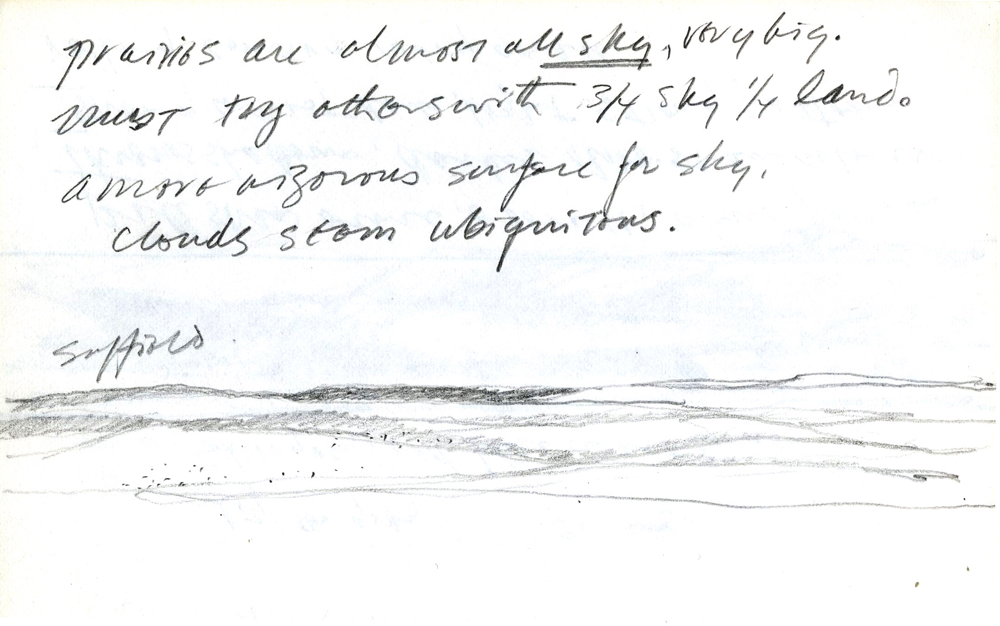 prairies are almost all sky, very big.
must try others with 3/4 sky 1/4 land.
a more vigorous surface for sky.
clouds seem ubiquitous.
Suffield